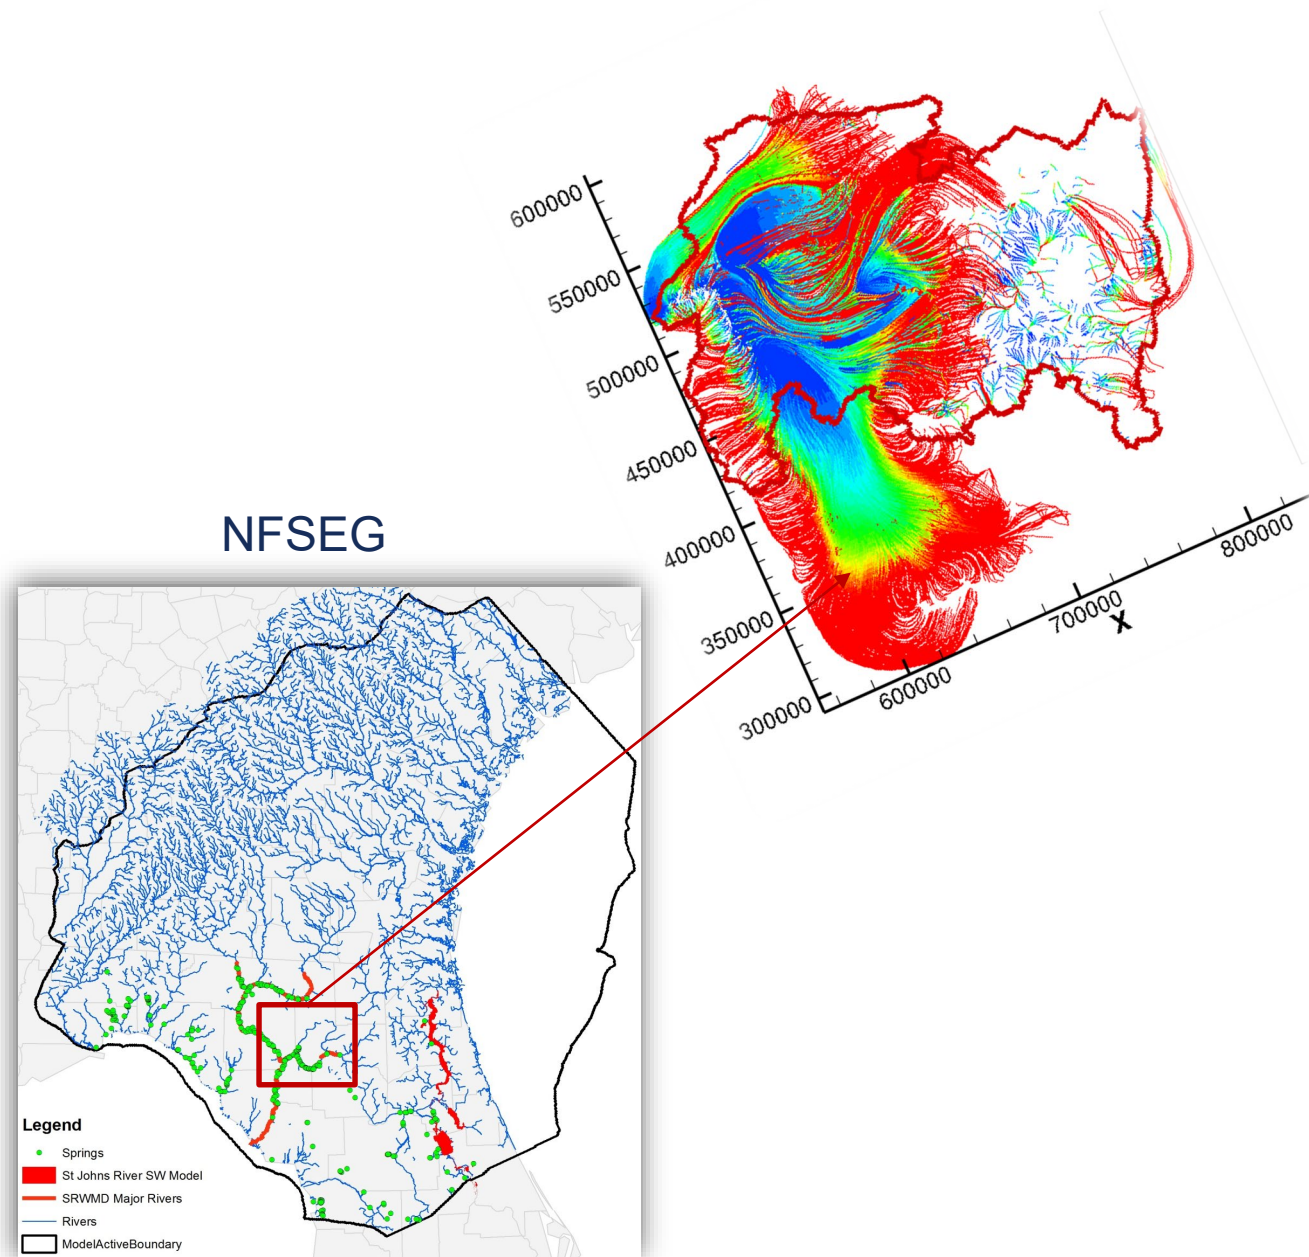 600000
550000
500000
450000
400000
350000
300000
600000
700000
800000
X
NFSEG
Legend
Springs
St Johns River SW Model
SRWMD Major Rivers
Rivers
ModelActiveBoundary